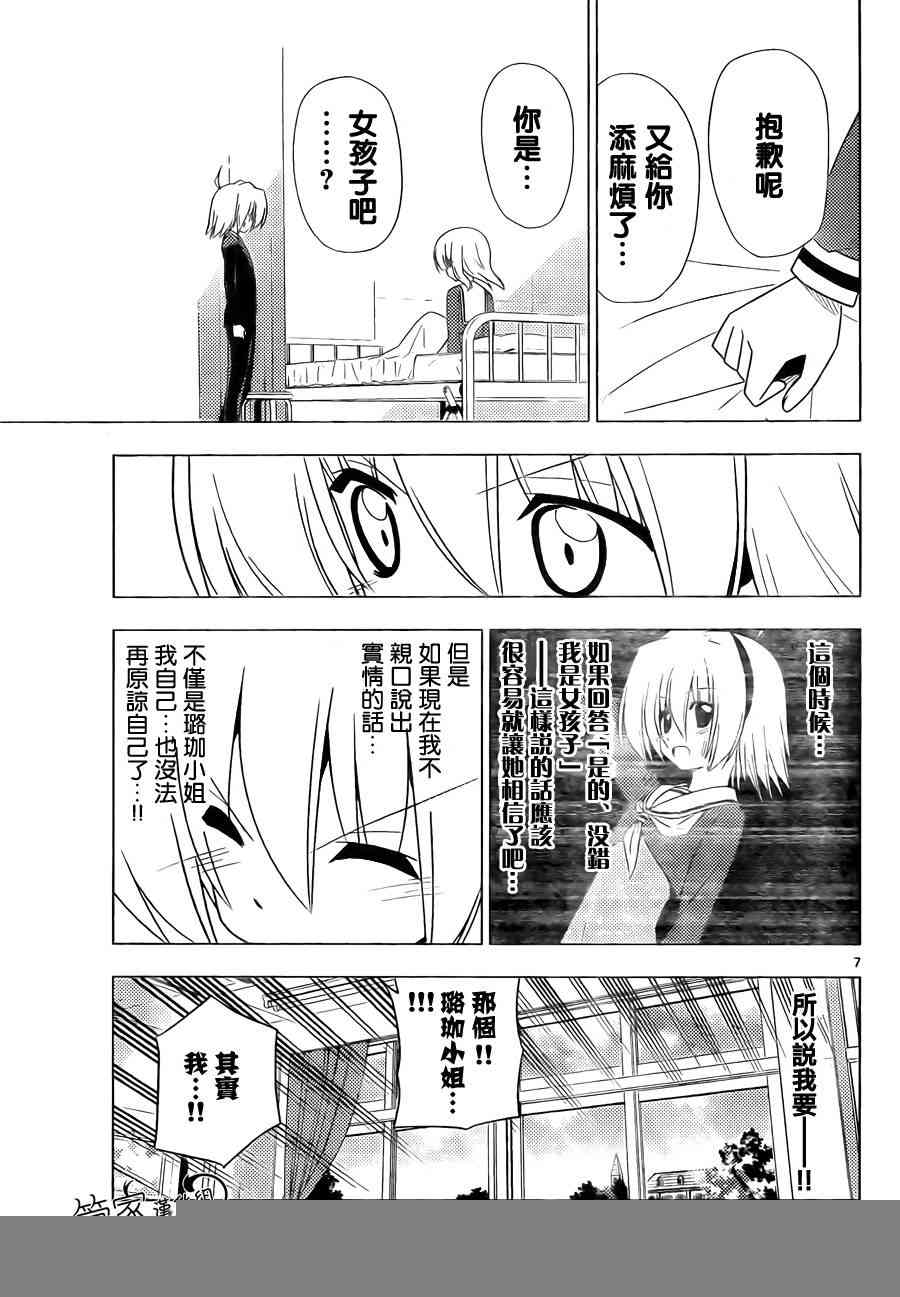 抱歉呢
又給你
添麻煩了…
你是…
女孩子吧
……?
這個時候…
如果回答「是的、没錯
我是女孩子」
——這樣説的話應該
很容易就讓她相信了吧…
但是
如果現在我不
親口說出
實情的話…
不僅是璐珈小姐
我自己…也沒法
再原諒自己了…!!
7
所以説我要——!!
那個!!
璐珈小姐…
!!!
其實
我…!!